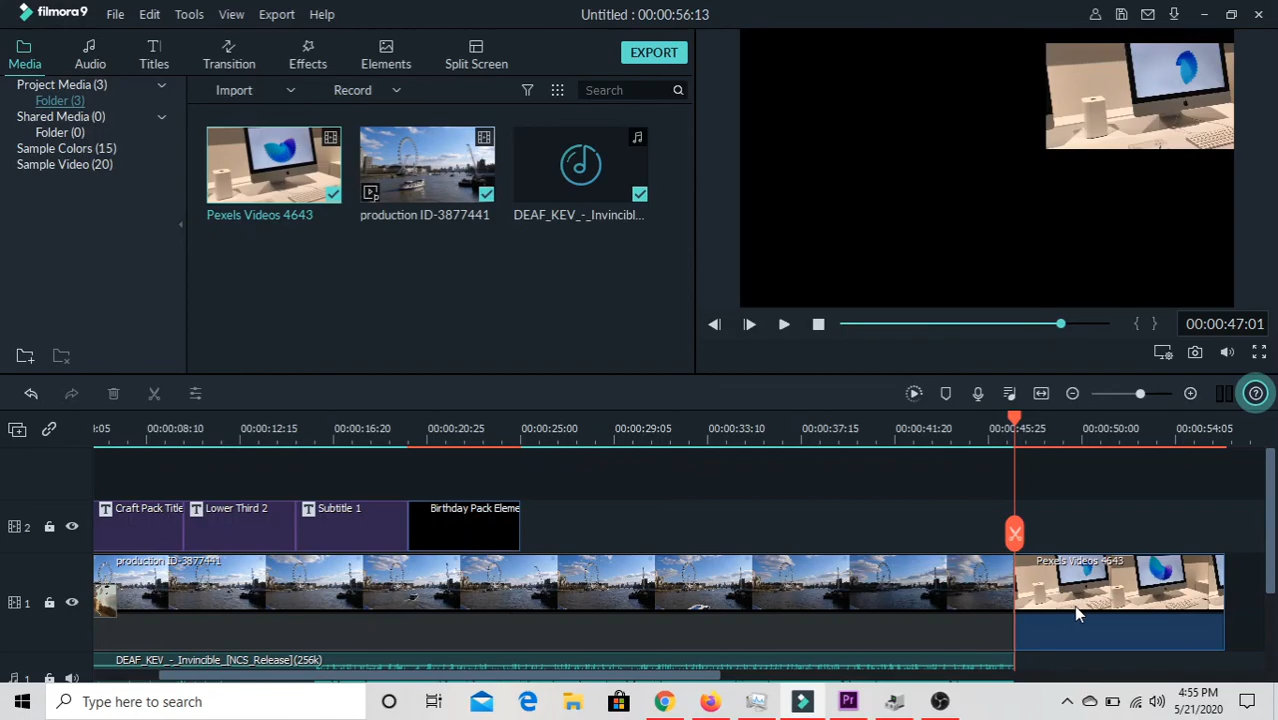 filmora9 File Edit Tools View Export Help Untitled : 00:00:56:13
Media Audio Titles Transition Effects Elements Split Screen EXPORT
Project Media (3)
Folder (3)
Shared Media (0)
Folder (0)
Sample Colors (15)
Sample Video (20)
Import Record Search
Pexels Videos 4643 production ID-3877441 DEAF_KEV_-_Invincibl...
{ } 00:00:47:01
:05 00:00:08:10 00:00:12:15 00:00:16:20 00:00:20:25 00:00:25:00 00:00:29:05 00:00:33:10 00:00:37:15 00:00:41:20 00:00:45:25 00:00:50:00 00:00:54:05
2 T Craft Pack Title T Lower Third 2 T Subtitle 1 Birthday Pack Eleme
1 production ID-3877441 Pexels Videos 4643
1 DEAF_KEV_-_Invincible_[NCS_Release](256k)
Type here to search Pr 4:55 PM
5/21/2020